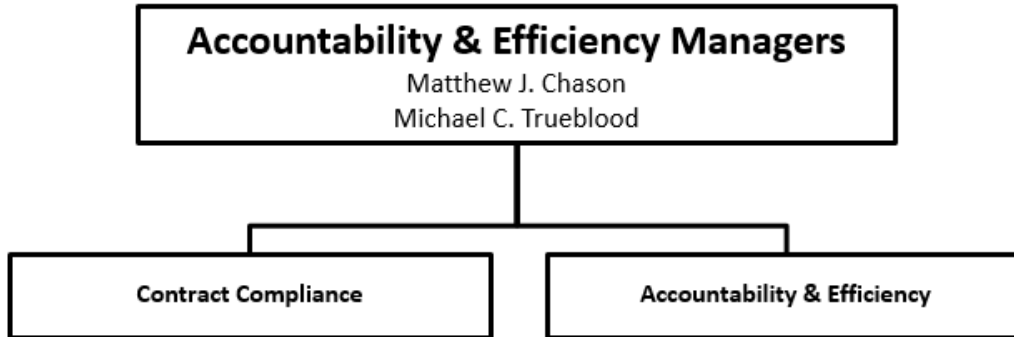 Accountability & Efficiency Managers
Matthew J. Chason
Michael C. Trueblood
Contract Compliance
Accountability & Efficiency